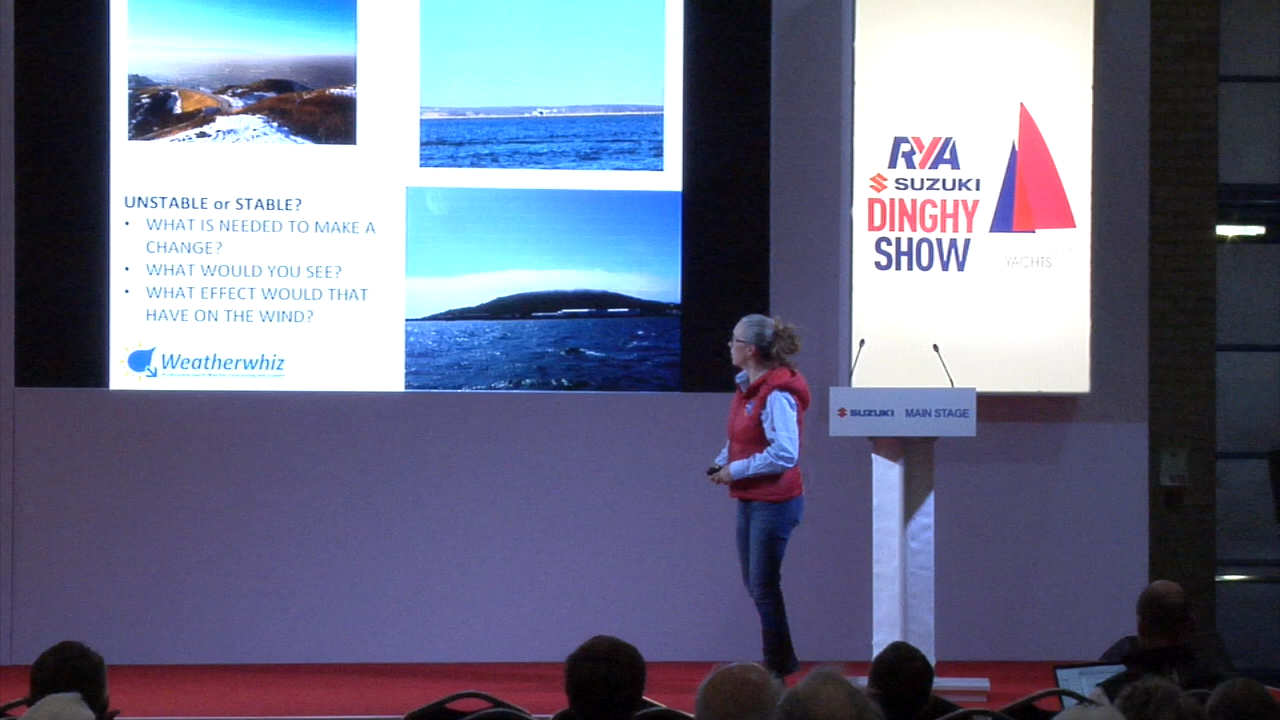 UNSTABLE or STABLE?
• WHAT IS NEEDED TO MAKE A
CHANGE?
• WHAT WOULD YOU SEE?
• WHAT EFFECT WOULD THAT
HAVE ON THE WIND?
Weatherwhiz
RYA
SUZUKI
DINGHY
SHOW
YACHTS
SUZUKI MAIN STAGE